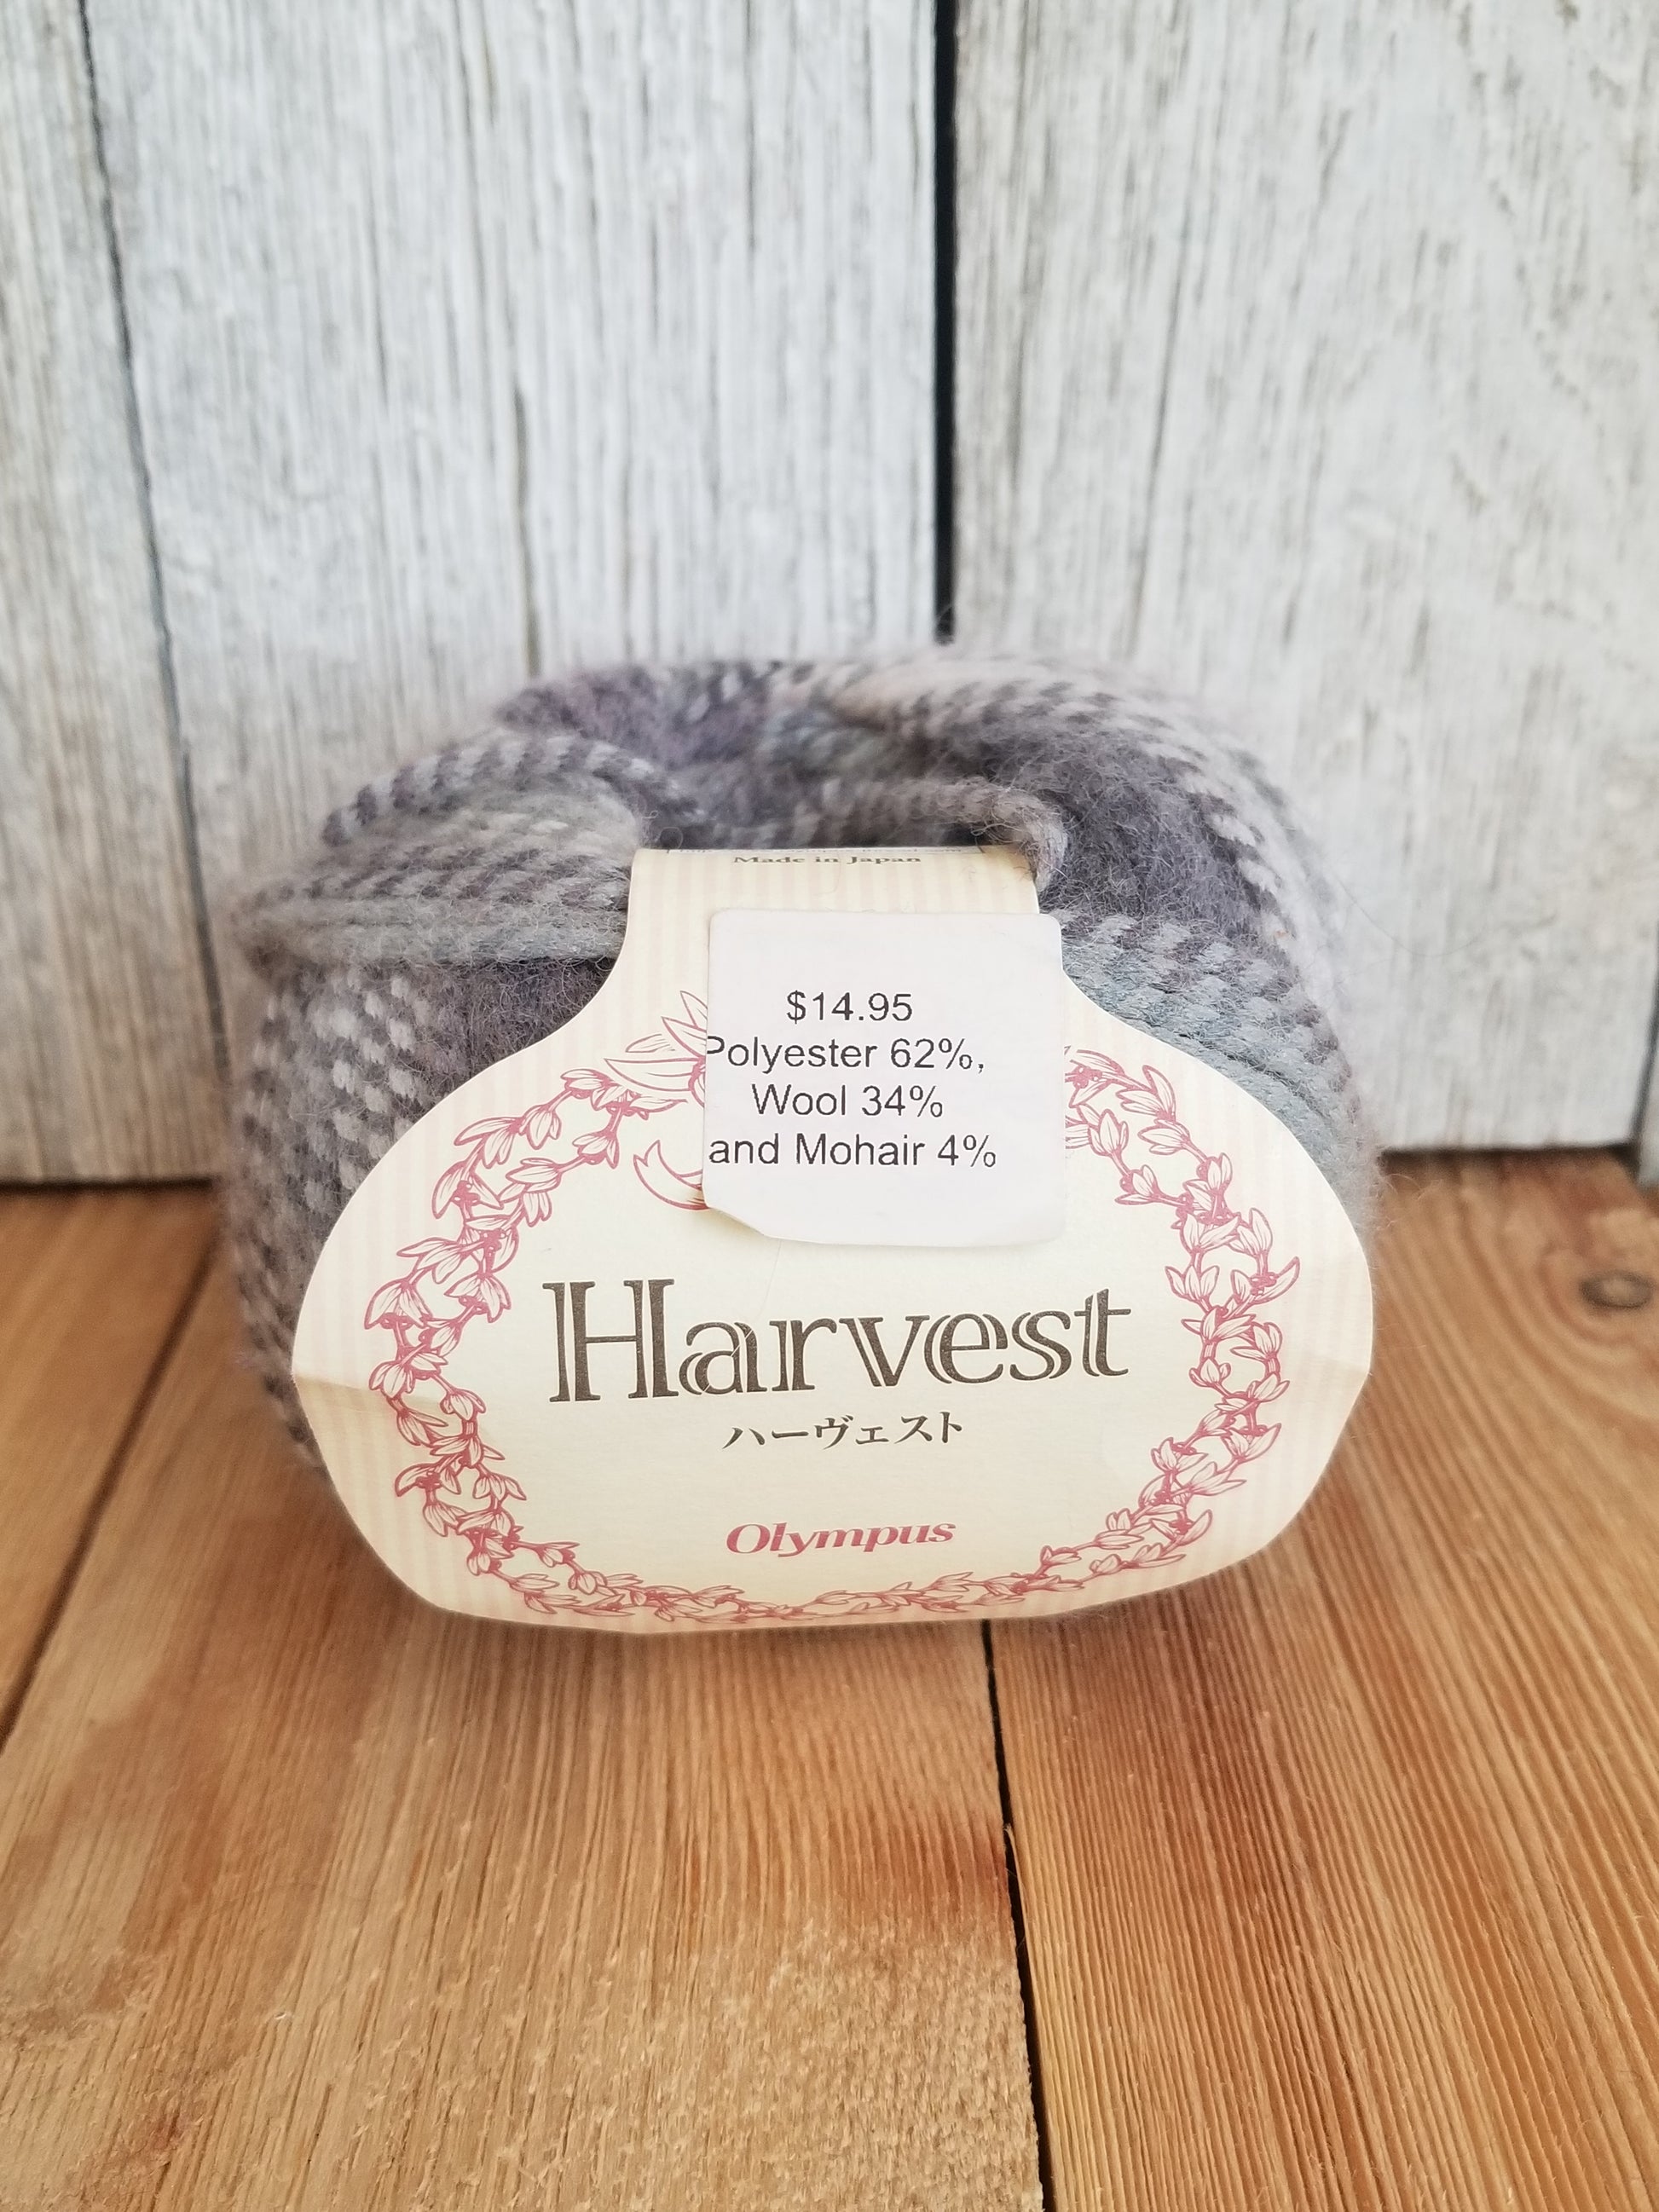 Made in Japan
$14.95
Polyester 62%,
Wool 34%
and Mohair 4%
Harvest
ハーヴェスト
Olympus